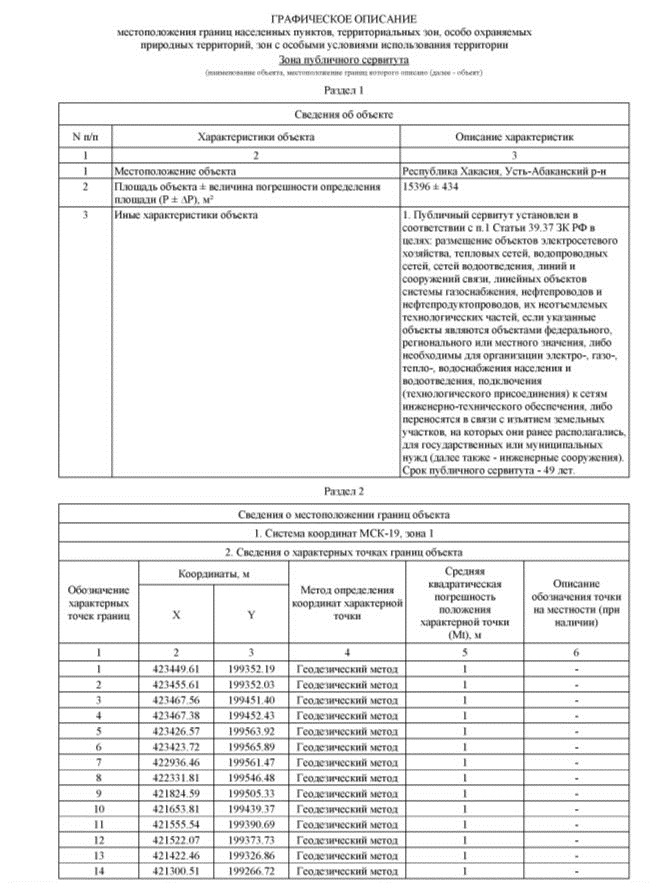 ГРАФИЧЕСКОЕ ОПИСАНИЕ
местоположения границ населенных пунктов, территориальных зон, особо охраняемых
природных территорий, зон с особыми условиями использования территории
Зона публичного сервитута
(наименование объекта, местоположение границ которого описано (далее - объект)
Раздел 1
Сведения об объекте
N п/п Характеристики объекта Описание характеристик
1 2 3
1 Местоположение объекта Республика Хакасия, Усть-Абаканский р-н
2 Площадь объекта ± величина погрешности определения 15396 ± 434
площади (P ± ΔP), м²
3 Иные характеристики объекта 1. Публичный сервитут установлен в
соответствии с п.1 Статьи 39.37 ЗК РФ в
целях: размещение объектов электросетевого
хозяйства, тепловых сетей, водопроводных
сетей, сетей водоотведения, линий и
сооружений связи, линейных объектов
системы газоснабжения, нефтепроводов и
нефтепродуктопроводов, их неотъемлемых
технологических частей, если указанные
объекты являются объектами федерального,
регионального или местного значения, либо
необходимы для организации электро-, газо-,
тепло-, водоснабжения населения и
водоотведения, подключения
(технологического присоединения) к сетям
инженерно-технического обеспечения, либо
переносятся в связи с изъятием земельных
участков, на которых они ранее располагались,
для государственных или муниципальных
нужд (далее также - инженерные сооружения).
Срок публичного сервитута - 49 лет.
Раздел 2
Сведения о местоположении границ объекта
1. Система координат МСК-19, зона 1
2. Сведения о характерных точках границ объекта
Обозначение
характерных
точек границ
Координаты, м
X Y
Метод определения
координат характерной
точки
Средняя
квадратическая
погрешность
положения
характерной точки
(Mt), м
Описание
обозначения точки
на местности (при
наличии)
1 2 3 4 5 6
1 423449.61 199352.19 Геодезический метод 1 -
2 423455.61 199352.03 Геодезический метод 1 -
3 423467.56 199451.40 Геодезический метод 1 -
4 423467.38 199452.43 Геодезический метод 1 -
5 423426.57 199563.92 Геодезический метод 1 -
6 423423.72 199565.89 Геодезический метод 1 -
7 422936.46 199561.47 Геодезический метод 1 -
8 422331.81 199546.48 Геодезический метод 1 -
9 421824.59 199505.33 Геодезический метод 1 -
10 421653.81 199439.37 Геодезический метод 1 -
11 421555.54 199390.69 Геодезический метод 1 -
12 421522.07 199373.73 Геодезический метод 1 -
13 421422.46 199326.86 Геодезический метод 1 -
14 421300.51 199266.72 Геодезический метод 1 -